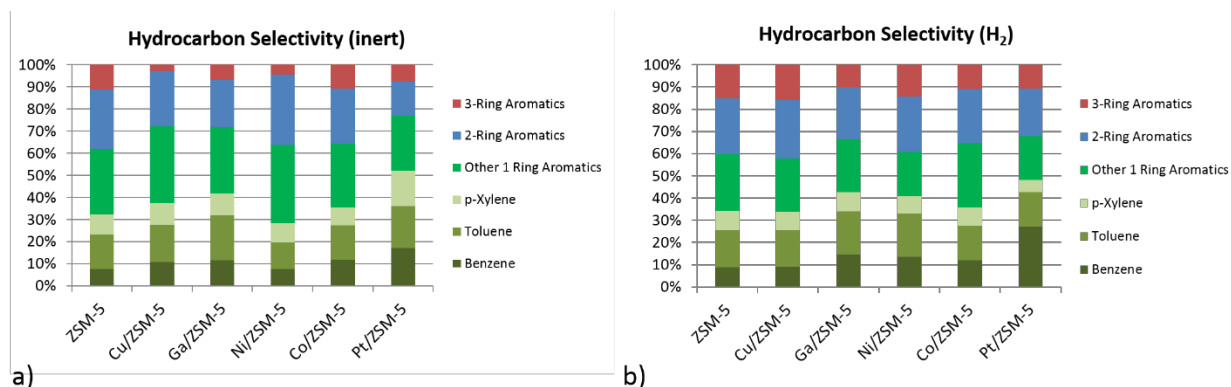 Hydrocarbon Selectivity (inert)
100%
90%
80%
70%
60%
50%
40%
30%
20%
10%
0%
3-Ring Aromatics
2-Ring Aromatics
Other 1 Ring Aromatics
p-Xylene
Toluene
Benzene
ZSM-5
Cu/ZSM-5
Ga/ZSM-5
Ni/ZSM-5
Co/ZSM-5
Pt/ZSM-5
a)
Hydrocarbon Selectivity (H₂)
100%
90%
80%
70%
60%
50%
40%
30%
20%
10%
0%
3-Ring Aromatics
2-Ring Aromatics
Other 1 Ring Aromatics
p-Xylene
Toluene
Benzene
ZSM-5
Cu/ZSM-5
Ga/ZSM-5
Ni/ZSM-5
Co/ZSM-5
Pt/ZSM-5
b)